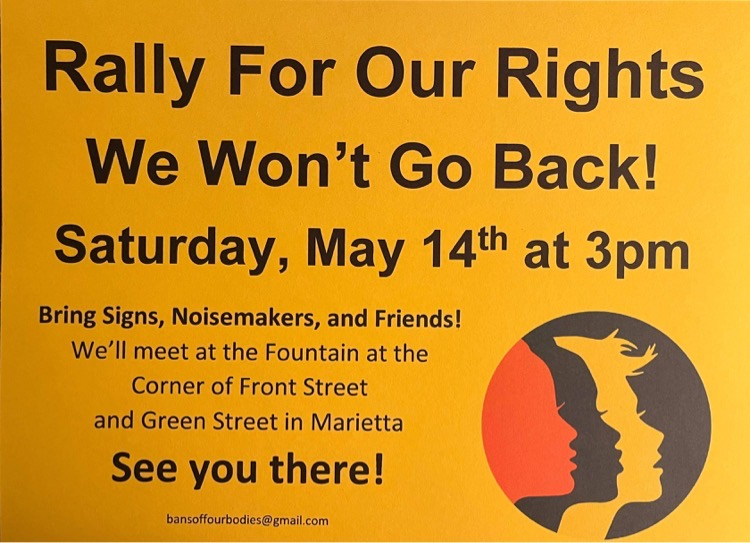 Rally For Our Rights
We Won't Go Back!
Saturday, May 14th at 3pm
Bring Signs, Noisemakers, and Friends!
We'll meet at the Fountain at the
Corner of Front Street
and Green Street in Marietta
See you there!
bansoffourbodies@gmail.com